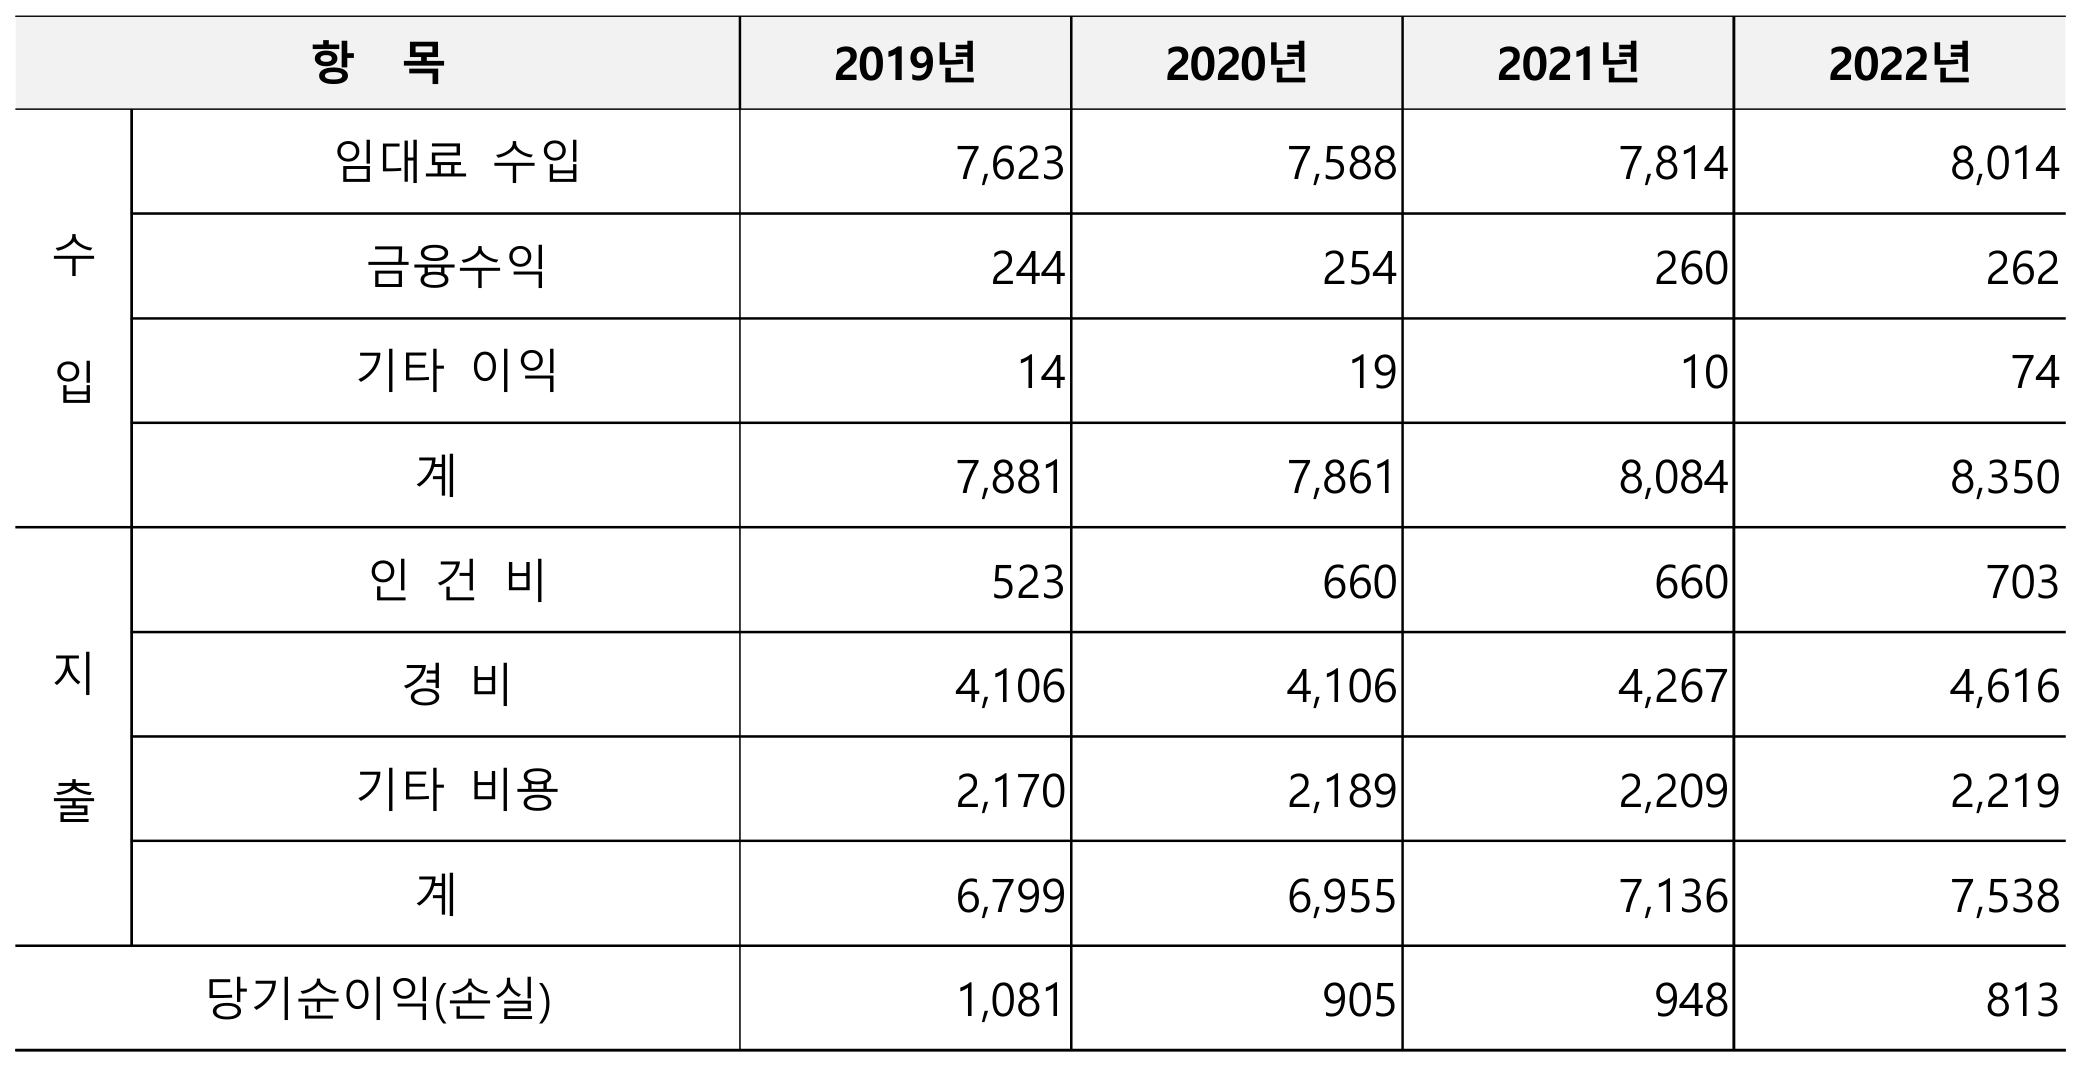 항 목 2019년 2020년 2021년 2022년
수 입
임대료 수입 7,623 7,588 7,814 8,014
금융수익 244 254 260 262
기타 이익 14 19 10 74
계 7,881 7,861 8,084 8,350
지 출
인 건 비 523 660 660 703
경 비 4,106 4,106 4,267 4,616
기타 비용 2,170 2,189 2,209 2,219
계 6,799 6,955 7,136 7,538
당기순이익(손실) 1,081 905 948 813